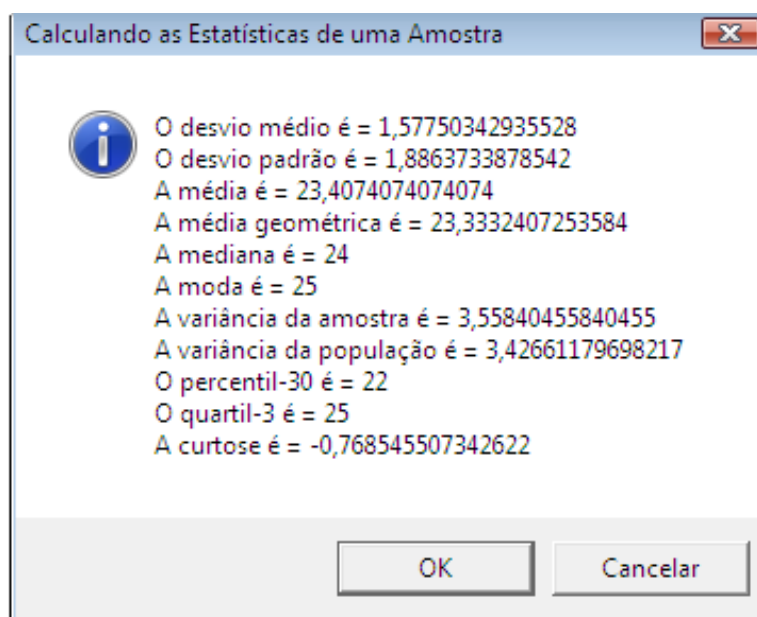 Calculando as Estatísticas de uma Amostra
O desvio médio é = 1,57750342935528
O desvio padrão é = 1,8863733878542
A média é = 23,4074074074074
A média geométrica é = 23,3332407253584
A mediana é = 24
A moda é = 25
A variância da amostra é = 3,55840455840455
A variância da população é = 3,42661179698217
O percentil-30 é = 22
O quartil-3 é = 25
A curtose é = -0,768545507342622
OK
Cancelar